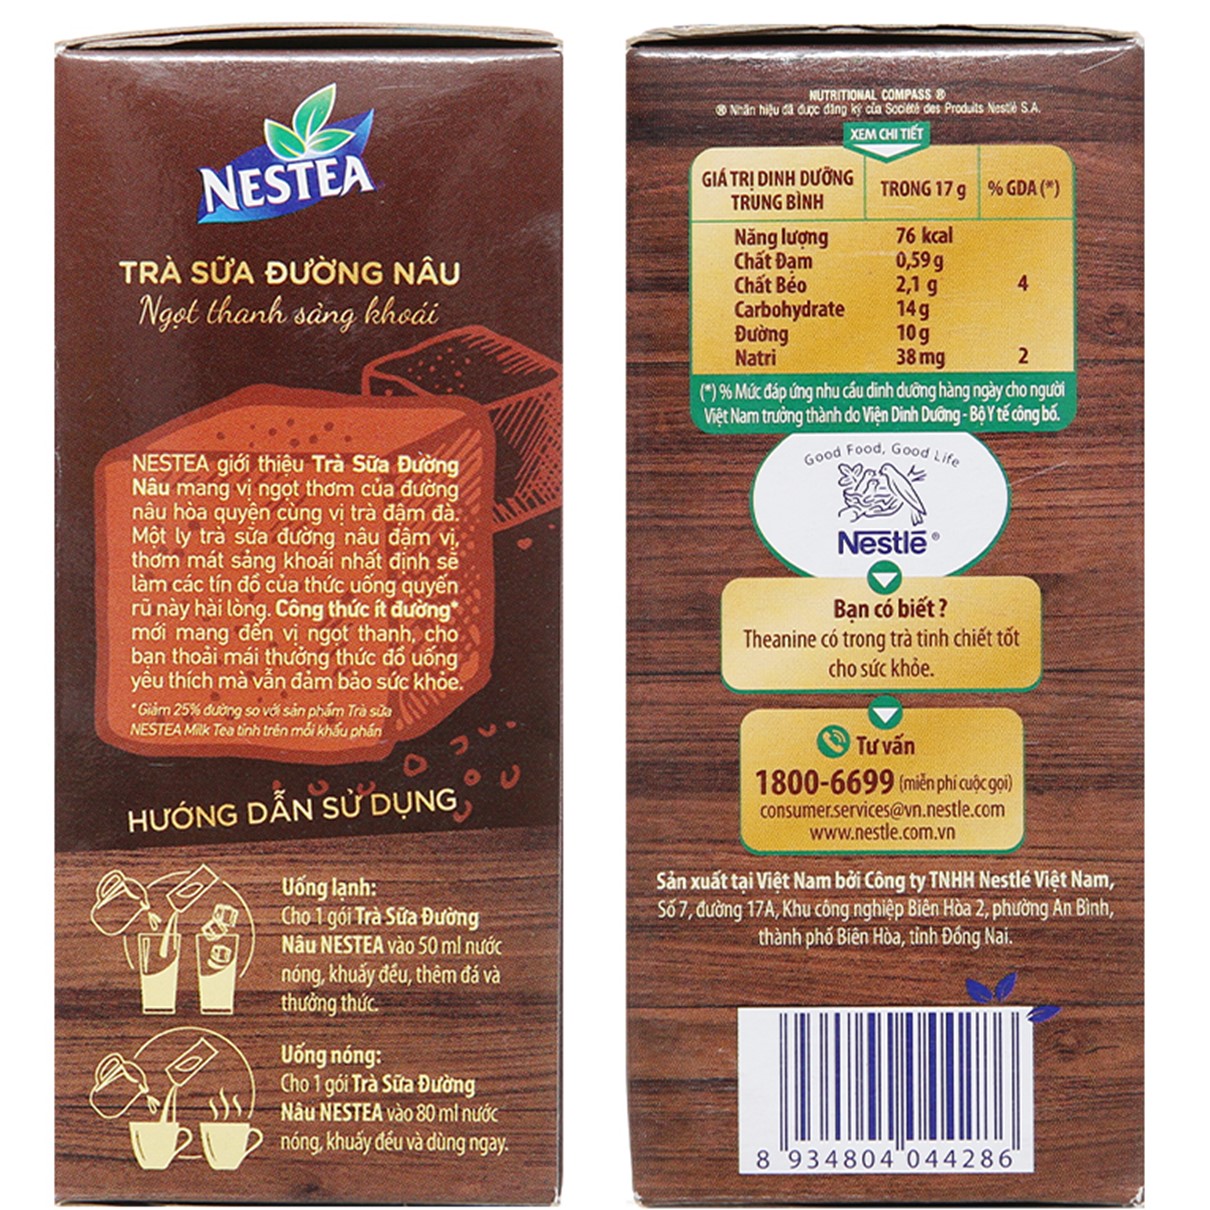 NESTEA
TRÀ SỮA ĐƯỜNG NÂU
Ngọt thanh sảng khoái
NESTEA giới thiệu Trà Sữa Đường
Nâu mang vị ngọt thơm của đường
nâu hòa quyện cùng vị trà đậm đà.
Một ly trà sữa đường nâu đậm vị,
thơm mát sảng khoái nhất định sẽ
làm các tín đồ của thức uống quyến
rũ này hài lòng. Công thức ít đường*
mới mang đến vị ngọt thanh, cho
bạn thoải mái thưởng thức đồ uống
yêu thích mà vẫn đảm bảo sức khỏe.
* Giảm 25% đường so với sản phẩm Trà sữa
NESTEA Milk Tea tính trên mỗi khẩu phần
HƯỚNG DẪN SỬ DỤNG
Uống lạnh:
Cho 1 gói Trà Sữa Đường
Nâu NESTEA vào 50 ml nước
nóng, khuấy đều, thêm đá và
thưởng thức.
Uống nóng:
Cho 1 gói Trà Sữa Đường
Nâu NESTEA vào 80 ml nước
nóng, khuấy đều và dùng ngay.
NUTRITIONAL COMPASS ®
® Nhãn hiệu đã được đăng ký của Société des Produits Nestlé S.A.
XEM CHI TIẾT
GIÁ TRỊ DINH DƯỠNG TRUNG BÌNH TRONG 17 g % GDA (*)
Năng lượng 76 kcal
Chất Đạm 0,59 g
Chất Béo 2,1 g 4
Carbohydrate 14 g
Đường 10 g
Natri 38 mg 2
(*) % Mức đáp ứng nhu cầu dinh dưỡng hàng ngày cho người
Việt Nam trưởng thành do Viện Dinh Dưỡng - Bộ Y tế công bố.
Good Food, Good Life
Nestlé ®
Bạn có biết ?
Theanine có trong trà tinh chiết tốt
cho sức khỏe.
Tư vấn
1800-6699 (miễn phí cuộc gọi)
consumer.services@vn.nestle.com
www.nestle.com.vn
Sản xuất tại Việt Nam bởi Công ty TNHH Nestlé Việt Nam,
Số 7, đường 17A, Khu công nghiệp Biên Hòa 2, phường An Bình,
thành phố Biên Hòa, tỉnh Đồng Nai.
8 934804 044286